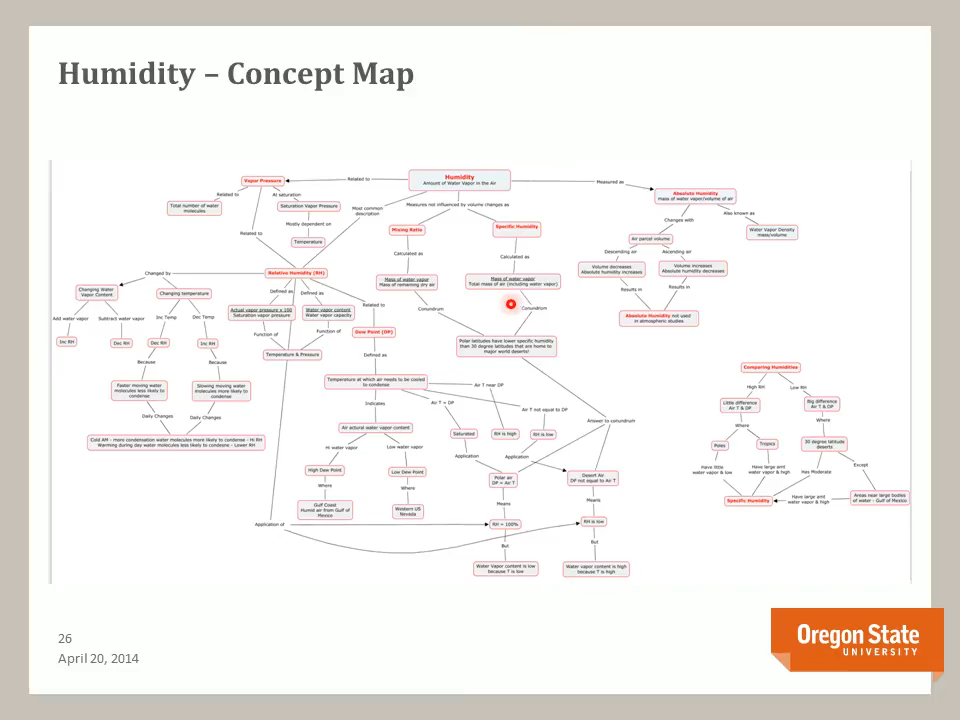 Humidity – Concept Map
Humidity
Amount of Water Vapor in the Air
Related to
Vapor Pressure
Related to
At saturation
Total number of water
molecules
Saturation Vapor Pressure
Mostly dependent on
Temperature
Related to
Most common
description
Measures not influenced by volume changes as
Mixing Ratio
Specific Humidity
Calculated as
Calculated as
Mass of water vapor
Mass of remaining dry air
Mass of water vapor
Total mass of air (including water vapor)
Conundrum
Conundrum
Polar latitudes have lower specific humidity
than 30 degree latitudes that are home to
major world deserts!
Measured as
Absolute Humidity
mass of water vapor/volume of air
Changes with
Also known as
Water Vapor Density
mass/volume
Air parcel volume
Descending air
Ascending air
Volume decreases
Absolute humidity increases
Volume increases
Absolute humidity decreases
Results in
Results in
Absolute Humidity not used
in atmospheric studies
Relative Humidity (RH)
Changed by
Changing Water
Vapor Content
Changing temperature
Add water vapor
Subtract water vapor
Inc Temp
Dec Temp
Inc RH
Dec RH
Dec RH
Inc RH
Because
Because
Faster moving water
molecules less likely to
condense
Slowing moving water
molecules more likely to
condense
Daily Changes
Daily Changes
Cold AM - more condensation water molecules more likely to condense - Hi RH
Warming during day water molecules less likely to condesne - Lower RH
Defined as
Defined as
Actual vapor pressure x 100
Saturation vapor pressure
Water vapor content
Water vapor capacity
Function of
Function of
Temperature & Pressure
Related to
Dew Point (DP)
Defined as
Temperature at which air needs to be cooled
to condense
Indicates
Air T = DP
Air T near DP
Air T not equal to DP
Air actural water vapor content
Saturated
RH is high
RH is low
Answer to conundrum
Hi water vapor
Low water vapor
Application
Application
High Dew Point
Low Dew Point
Polar air
DP = Air T
Desert Air
DP not equal to Air T
Where
Where
Means
Means
Gulf Coast
Humid air from Gulf of
Mexico
Western US
Nevada
Application of
RH = 100%
RH is low
But
But
Water Vapor content is low
because T is low
Water vapor content is high
because T is high
Comparing Humidities
High RH
Low RH
Little difference
Air T & DP
Big difference
Air T & DP
Where
Where
Poles
Tropics
30 degree latitude
deserts
Have little
water vapor & low
Have large amt
water vapor & high
Has Moderate
Except
Specific Humidity
Have large amt
water vapor & high
Areas near large bodies
of water - Gulf of Mexico
26
April 20, 2014
Oregon State
UNIVERSITY